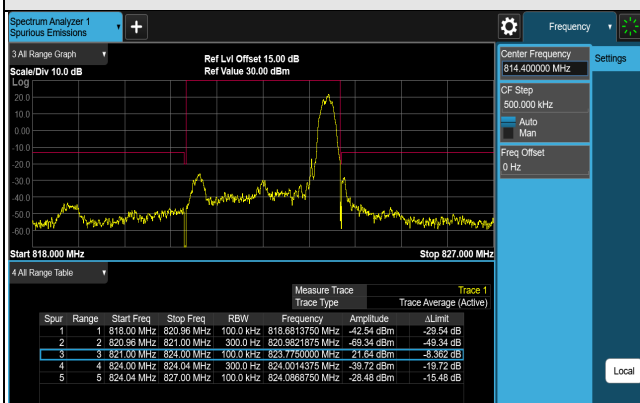 Spectrum Analyzer 1
Spurious Emissions
Frequency
3 All Range Graph
Ref Lvl Offset 15.00 dB
Scale/Div 10.0 dB
Ref Value 30.00 dBm
Log
20.0
10.0
0.00
-10.0
-20.0
-30.0
-40.0
-50.0
-60.0
Start 818.000 MHz
Stop 827.000 MHz
Center Frequency
814.400000 MHz
Settings
CF Step
500.000 kHz
Auto
Man
Freq Offset
0 Hz
4 All Range Table
Measure Trace Trace 1
Trace Type Trace Average (Active)
Spur Range Start Freq Stop Freq RBW Frequency Amplitude ΔLimit
1 1 818.00 MHz 820.96 MHz 100.0 kHz 818.6813750 MHz -42.54 dBm -29.54 dB
2 2 820.96 MHz 821.00 MHz 300.0 Hz 820.9821875 MHz -69.34 dBm -49.34 dB
3 3 821.00 MHz 824.00 MHz 100.0 kHz 823.7750000 MHz 21.64 dBm -8.362 dB
4 4 824.00 MHz 824.04 MHz 300.0 Hz 824.0014375 MHz -39.72 dBm -19.72 dB
5 5 824.04 MHz 827.00 MHz 100.0 kHz 824.0868750 MHz -28.48 dBm -15.48 dB
Local